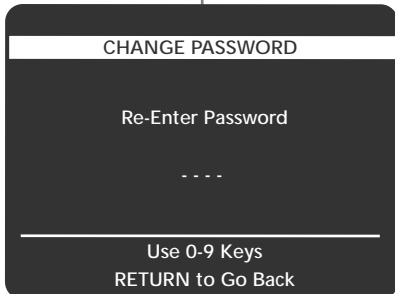 CHANGE PASSWORD
Re-Enter Password
- - - -
Use 0-9 Keys
RETURN to Go Back